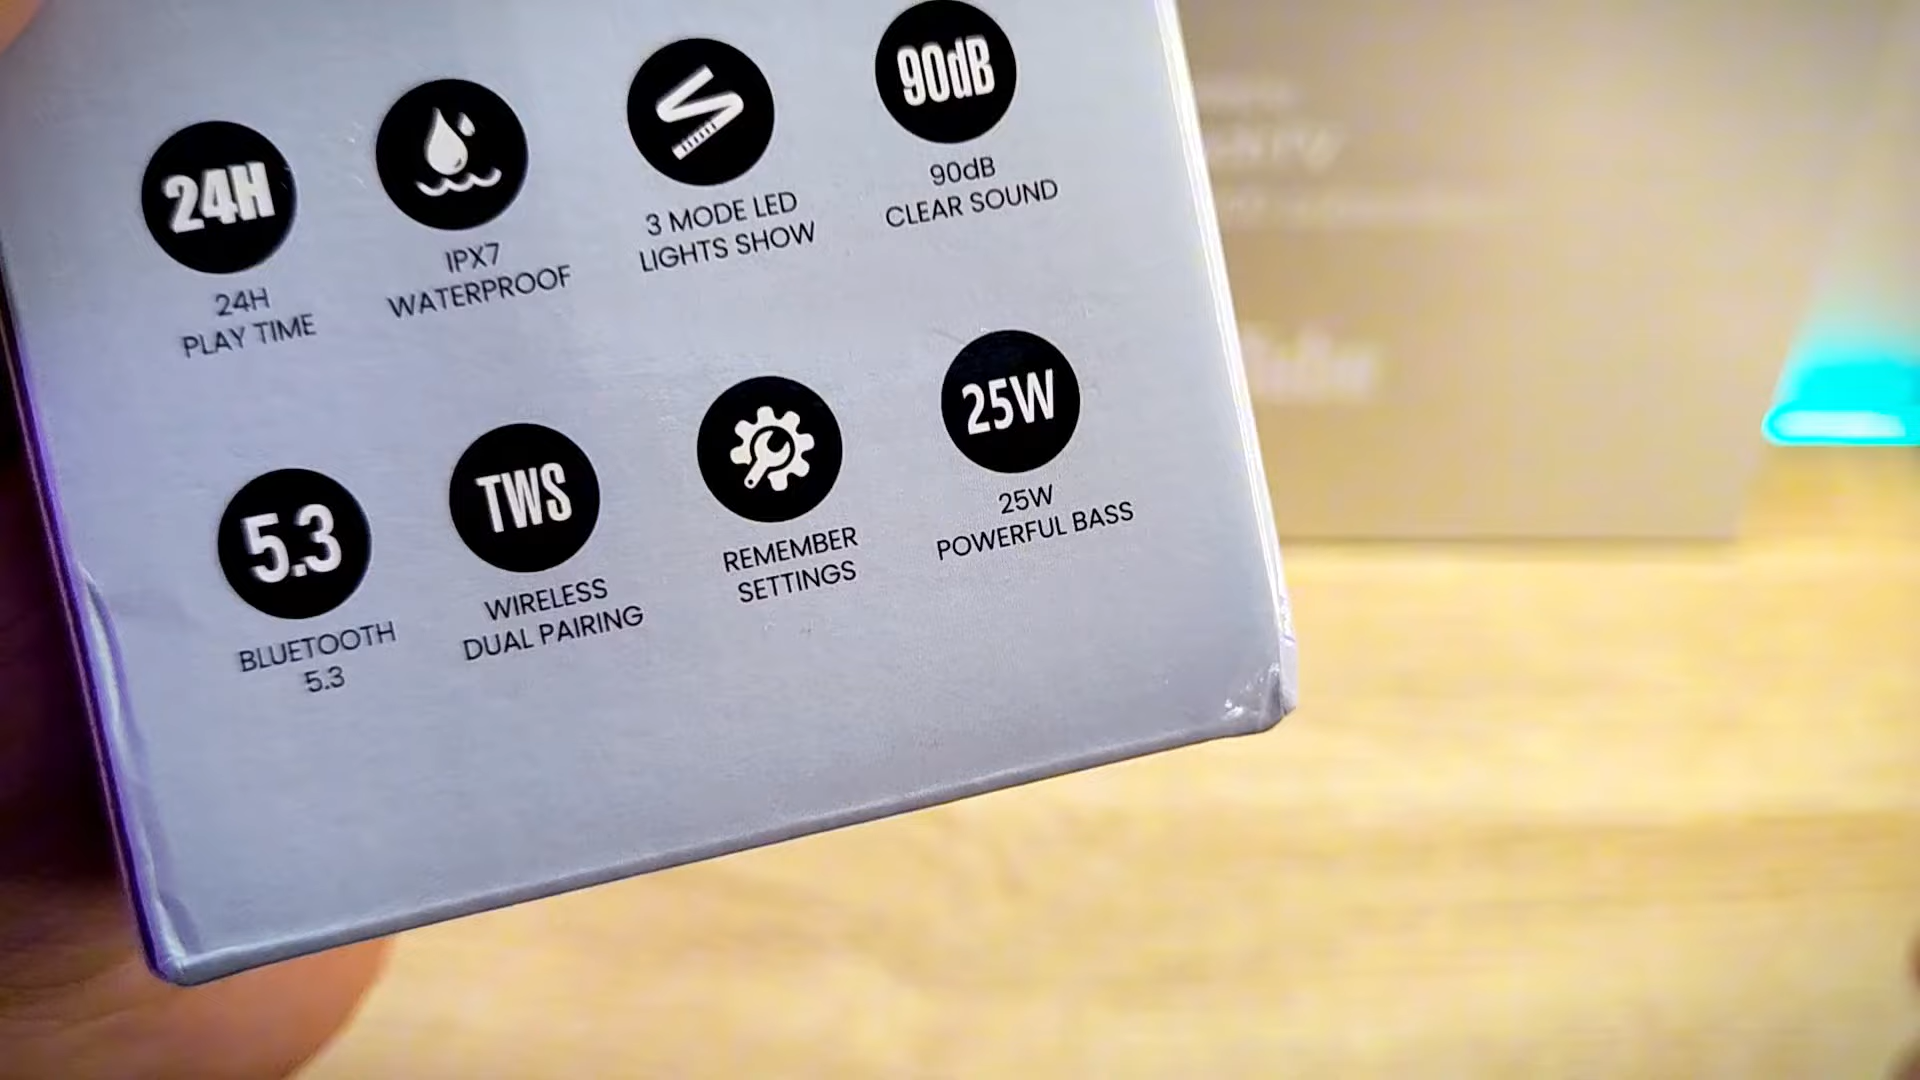 24H
24H
PLAY TIME
IPX7
WATERPROOF
3 MODE LED
LIGHTS SHOW
90dB
90dB
CLEAR SOUND
5.3
BLUETOOTH
5.3
TWS
WIRELESS
DUAL PAIRING
REMEMBER
SETTINGS
25W
25W
POWERFUL BASS